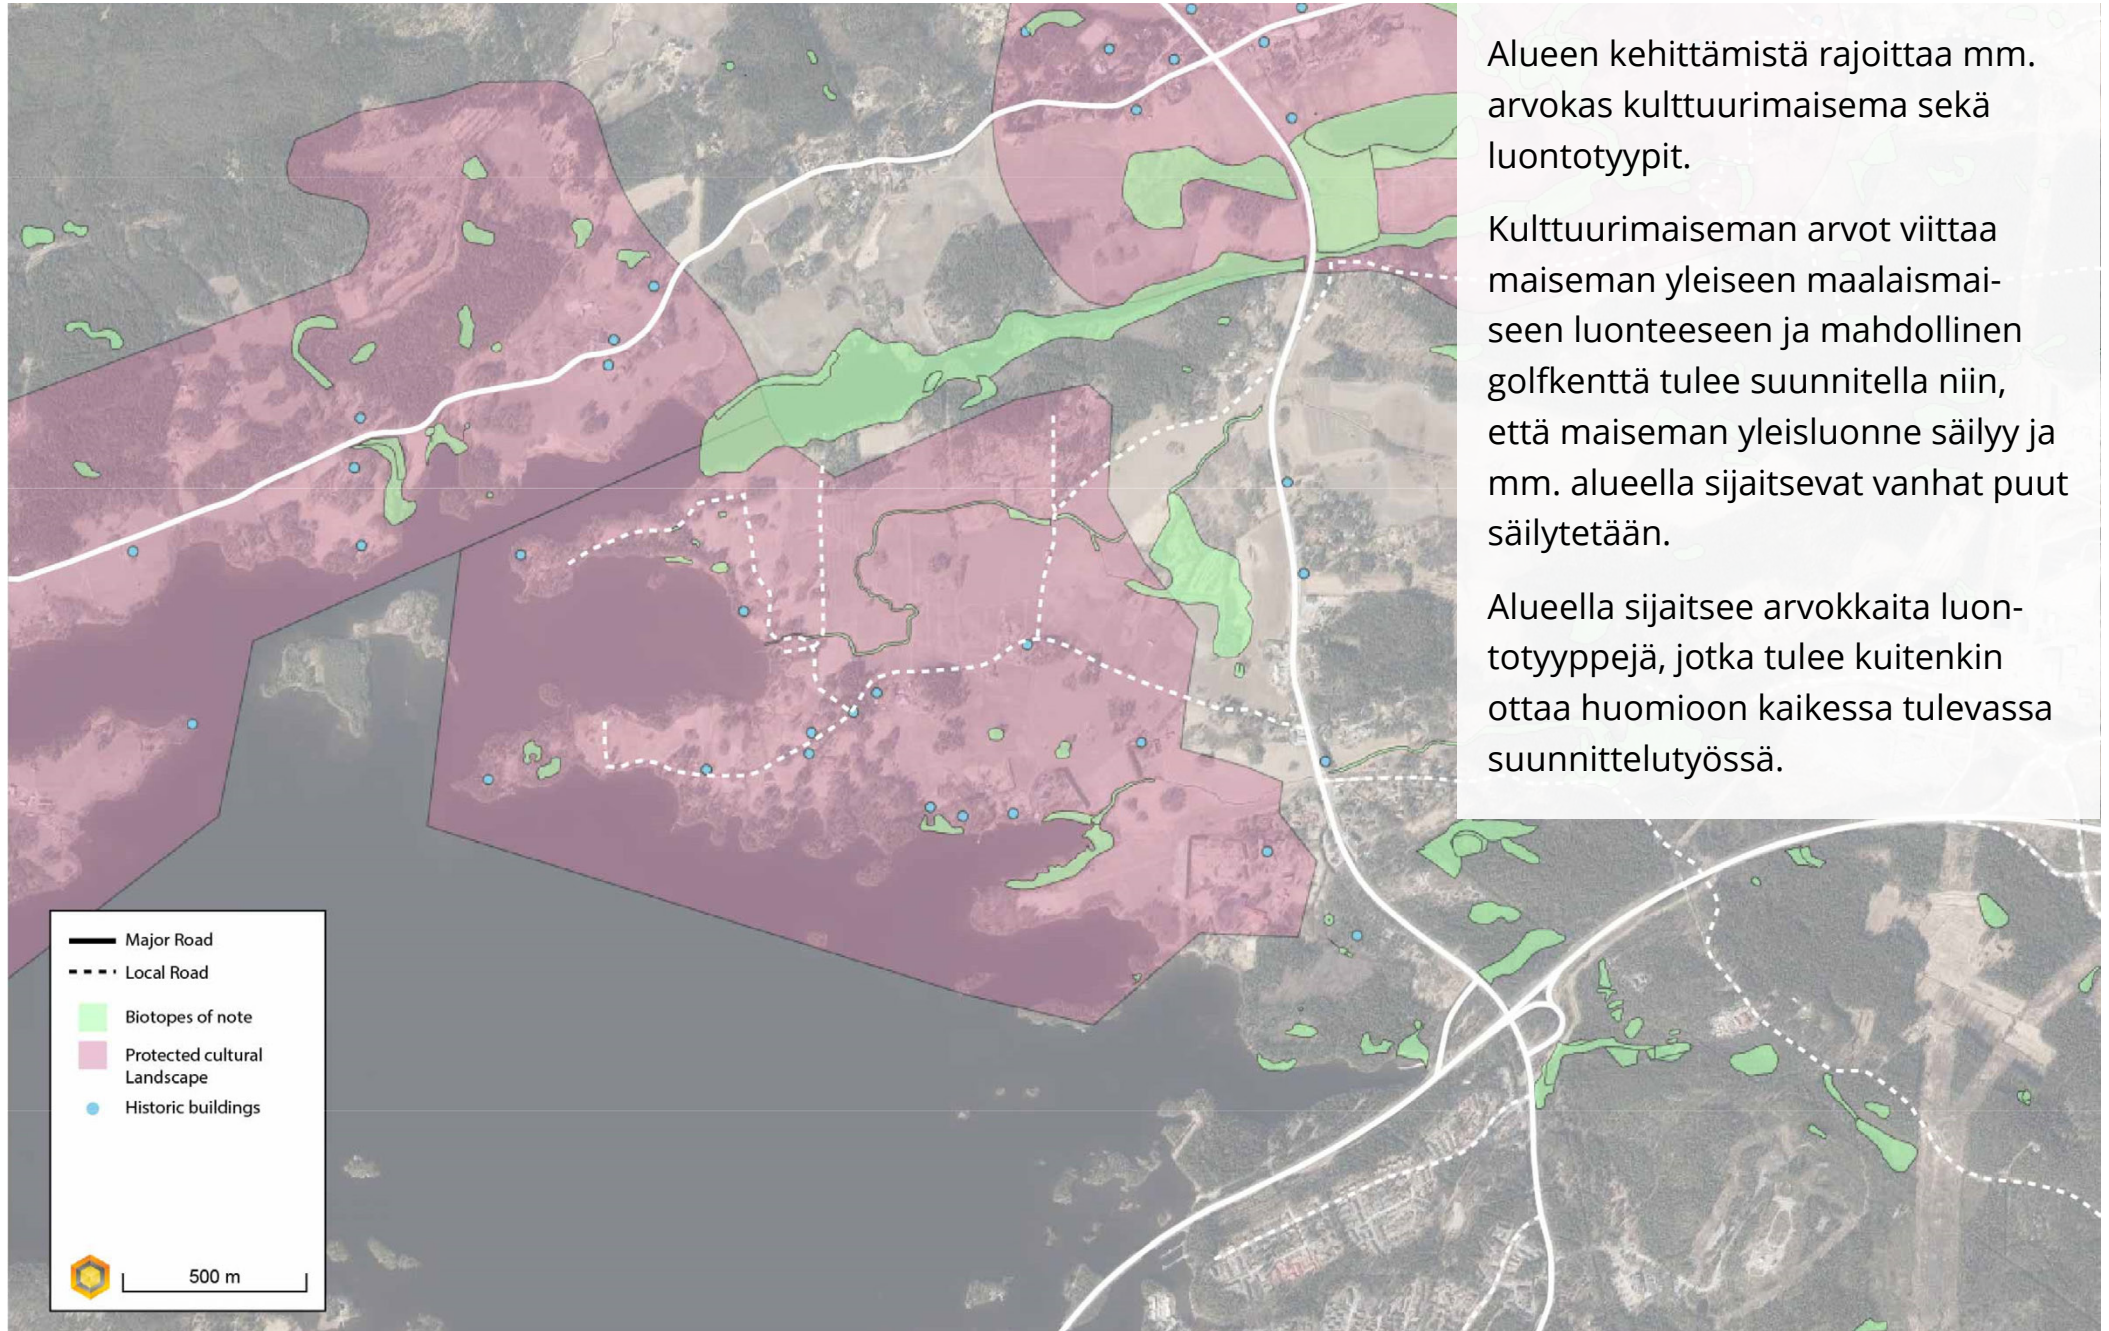 Alueen kehittämistä rajoittaa mm.
arvokas kulttuurimaisema sekä
luontotyypit.
Kulttuurimaiseman arvot viittaa
maiseman yleiseen maalaismai-
seen luonteeseen ja mahdollinen
golfkenttä tulee suunnitella niin,
että maiseman yleisluonne säilyy ja
mm. alueella sijaitsevat vanhat puut
säilytetään.
Alueella sijaitsee arvokkaita luon-
totyyppejä, jotka tulee kuitenkin
ottaa huomioon kaikessa tulevassa
suunnittelutyössä.
Major Road
Local Road
Biotopes of note
Protected cultural
Landscape
Historic buildings
500 m